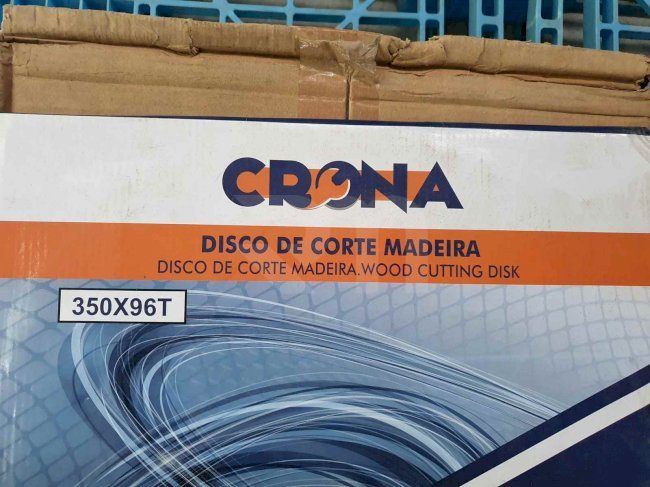 CRONA
DISCO DE CORTE MADEIRA
DISCO DE CORTE MADEIRA.WOOD CUTTING DISK
350X96T